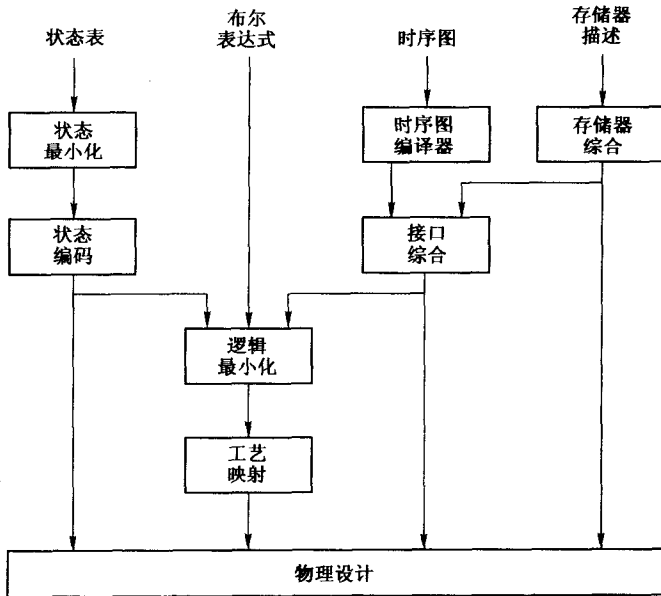 状态表
布尔
表达式
时序图
存储器
描述
状态
最小化
时序图
编译器
存储器
综合
状态
编码
接口
综合
逻辑
最小化
工艺
映射
物理设计